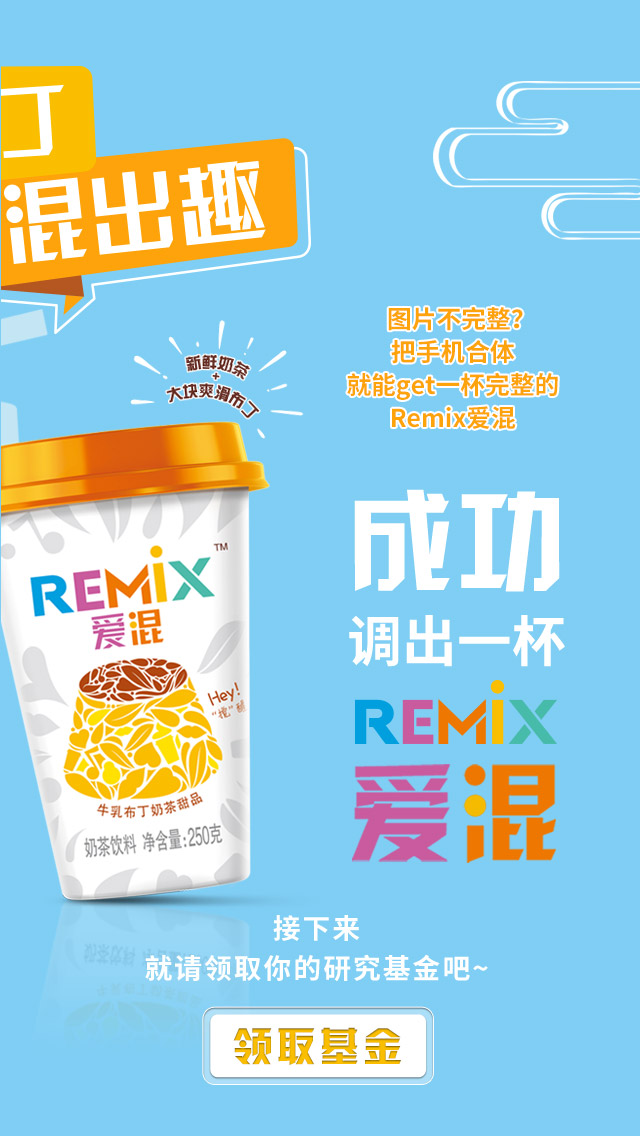 丁
混出趣
图片不完整?
把手机合体
就能get一杯完整的
Remix爱混
新鲜奶茶
+
大块爽滑布丁
REMiX™
爱混
Hey!
牛乳布丁奶茶甜品
奶茶饮料 净含量:250克
成功
调出一杯
REMiX
爱混
接下来
就请领取你的研究基金吧~
领取基金